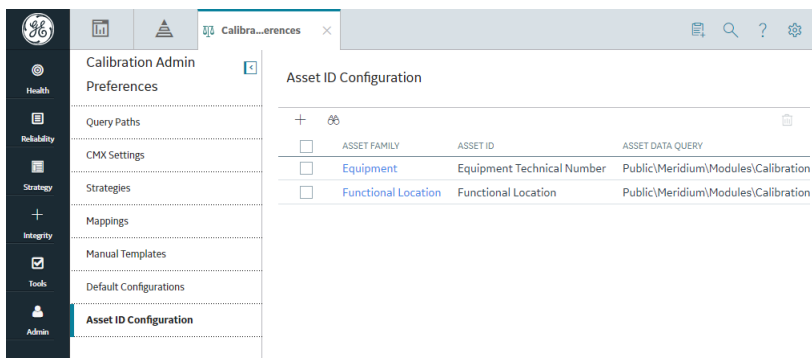 Calibra...erences
Health
Reliability
Strategy
Integrity
Tools
Admin
Calibration Admin
Preferences
Query Paths
CMX Settings
Strategies
Mappings
Manual Templates
Default Configurations
Asset ID Configuration
Asset ID Configuration
ASSET FAMILY ASSET ID ASSET DATA QUERY
Equipment Equipment Technical Number Public\Meridium\Modules\Calibration
Functional Location Functional Location Public\Meridium\Modules\Calibration